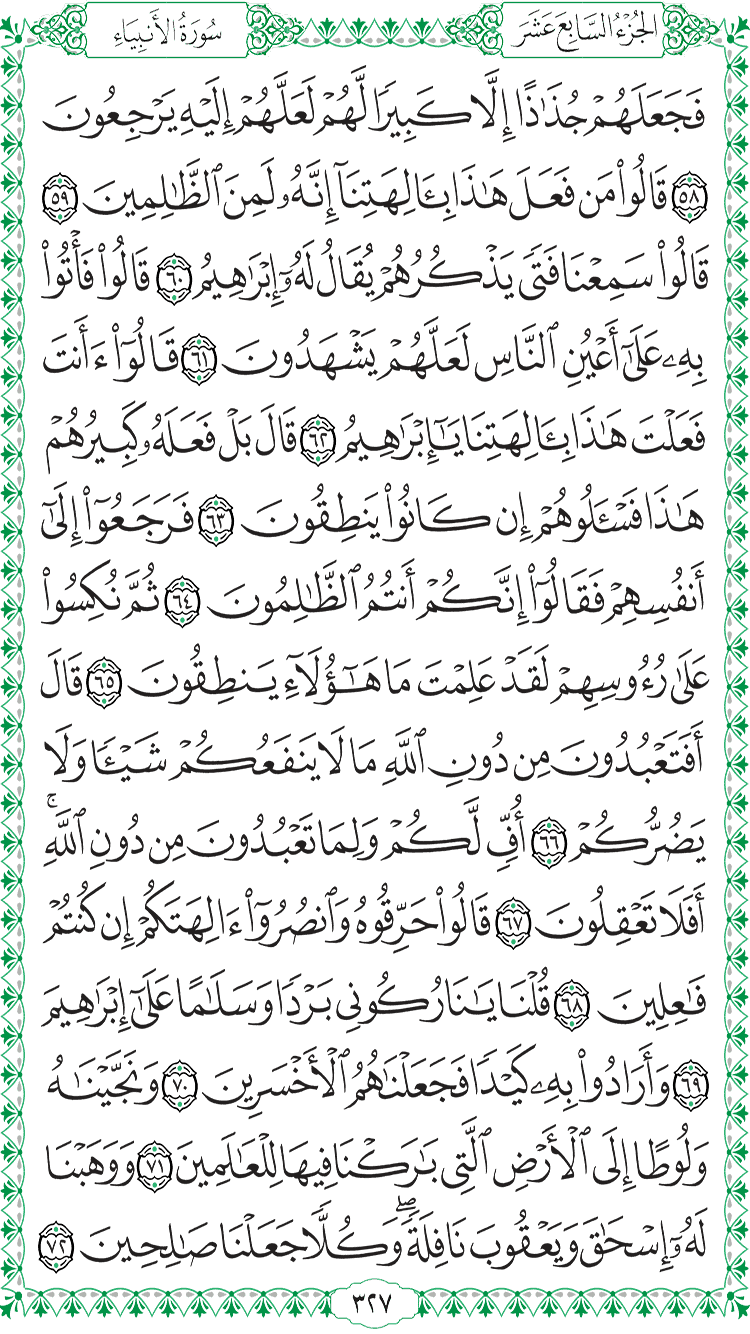 الجُزْءُ السَّابِعَ عَشَرَ
سُورَةُ الأَنبِيَاءِ
فَجَعَلَهُمْ جُذَٰذًا إِلَّا كَبِيرٗا لَّهُمْ لَعَلَّهُمْ إِلَيْهِ يَرْجِعُونَ
٥٨ قَالُوا۟ مَن فَعَلَ هَٰذَا بِـَٔالِهَتِنَآ إِنَّهُۥ لَمِنَ ٱلظَّٰلِمِينَ ٥٩
قَالُوا۟ سَمِعْنَا فَتٗى يَذْكُرُهُمْ يُقَالُ لَهُۥٓ إِبْرَٰهِيمُ ٦٠ قَالُوا۟ فَأْتُوا۟
بِهِۦ عَلَىٰٓ أَعْيُنِ ٱلنَّاسِ لَعَلَّهُمْ يَشْهَدُونَ ٦١ قَالُوٓا۟ ءَأَنتَ
فَعَلْتَ هَٰذَا بِـَٔالِهَتِنَا يَٰٓإِبْرَٰهِيمُ ٦٢ قَالَ بَلْ فَعَلَهُۥ كَبِيرُهُمْ
هَٰذَا فَسْـَٔلُوهُمْ إِن كَانُوا۟ يَنطِقُونَ ٦٣ فَرَجَعُوٓا۟ إِلَىٰٓ
أَنفُسِهِمْ فَقَالُوٓا۟ إِنَّكُمْ أَنتُمُ ٱلظَّٰلِمُونَ ٦٤ ثُمَّ نُكِسُوا۟
عَلَىٰ رُءُوسِهِمْ لَقَدْ عَلِمْتَ مَا هَٰٓؤُلَآءِ يَنطِقُونَ ٦٥ قَالَ
أَفَتَعْبُدُونَ مِن دُونِ ٱللَّهِ مَا لَا يَنفَعُكُمْ شَيْـٔٗا وَلَا
يَضُرُّكُمْ ٦٦ أُفّٖ لَّكُمْ وَلِمَا تَعْبُدُونَ مِن دُونِ ٱللَّهِۚ
أَفَلَا تَعْقِلُونَ ٦٧ قَالُوا۟ حَرِّقُوهُ وَٱنصُرُوٓا۟ ءَالِهَتَكُمْ إِن كُنتُمْ
فَٰعِلِينَ ٦٨ قُلْنَا يَٰنَارُ كُونِي بَرْدٗا وَسَلَٰمًا عَلَىٰٓ إِبْرَٰهِيمَ
٦٩ وَأَرَادُوا۟ بِهِۦ كَيْدٗا فَجَعَلْنَٰهُمُ ٱلْأَخْسَرِينَ ٧٠ وَنَجَّيْنَٰهُ
وَلُوطًا إِلَى ٱلْأَرْضِ ٱلَّتِي بَٰرَكْنَا فِيهَا لِلْعَٰلَمِينَ ٧١ وَوَهَبْنَا
لَهُۥٓ إِسْحَٰقَ وَيَعْقُوبَ نَافِلَةٗۖ وَكُلّٗا جَعَلْنَا صَٰلِحِينَ ٧٢
٣٢٧